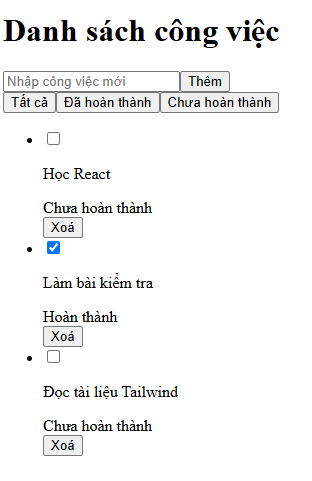 Danh sách công việc
Nhập công việc mới Thêm
Tất cả Đã hoàn thành Chưa hoàn thành
Học React
Chưa hoàn thành
Xoá
Làm bài kiểm tra
Hoàn thành
Xoá
Đọc tài liệu Tailwind
Chưa hoàn thành
Xoá